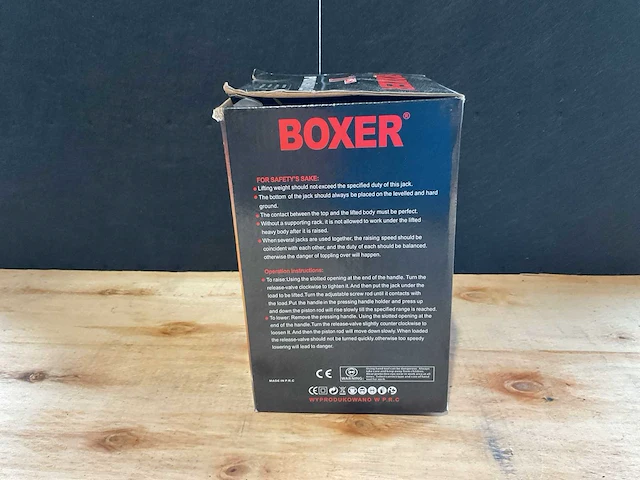 BOXER®
FOR SAFETY'S SAKE:
Lifting weight should not exceed the specified duty of this jack.
The bottom of the jack should always be placed on the levelled and hard
ground.
The contact between the top and the lifted body must be perfect.
Without a supporting rack, it is not allowed to work under the lifted
heavy body after it is raised.
When several jacks are used together, the raising speed should be
coincident with each other, and the duty of each should be balanced.
otherwise the danger of toppling over will happen.
Operation Instructions:
To raise:Using the slotted opening at the end of the handle. Turn the
release-valve clockwise to tighten it. And then put the jack under the
load to be lifted.Turn the adjustable screw rod until it contacts with
the load.Put the handle in the pressing handle holder and press up
and down the piston rod will rise slowly till the specified range is reached.
To lower: Remove the pressing handle. Using the slotted opening at the
end of the handle. Turn the release-valve slightly counter clockwise to
loosen it. And then the piston rod will move down slowly. When loaded
the release-valve should not be turned quickly.otherwise too speedy
lowering will lead to danger.
MADE IN P.R.C
CE
WARNING
WYPRODUKOWANO W P.R.C